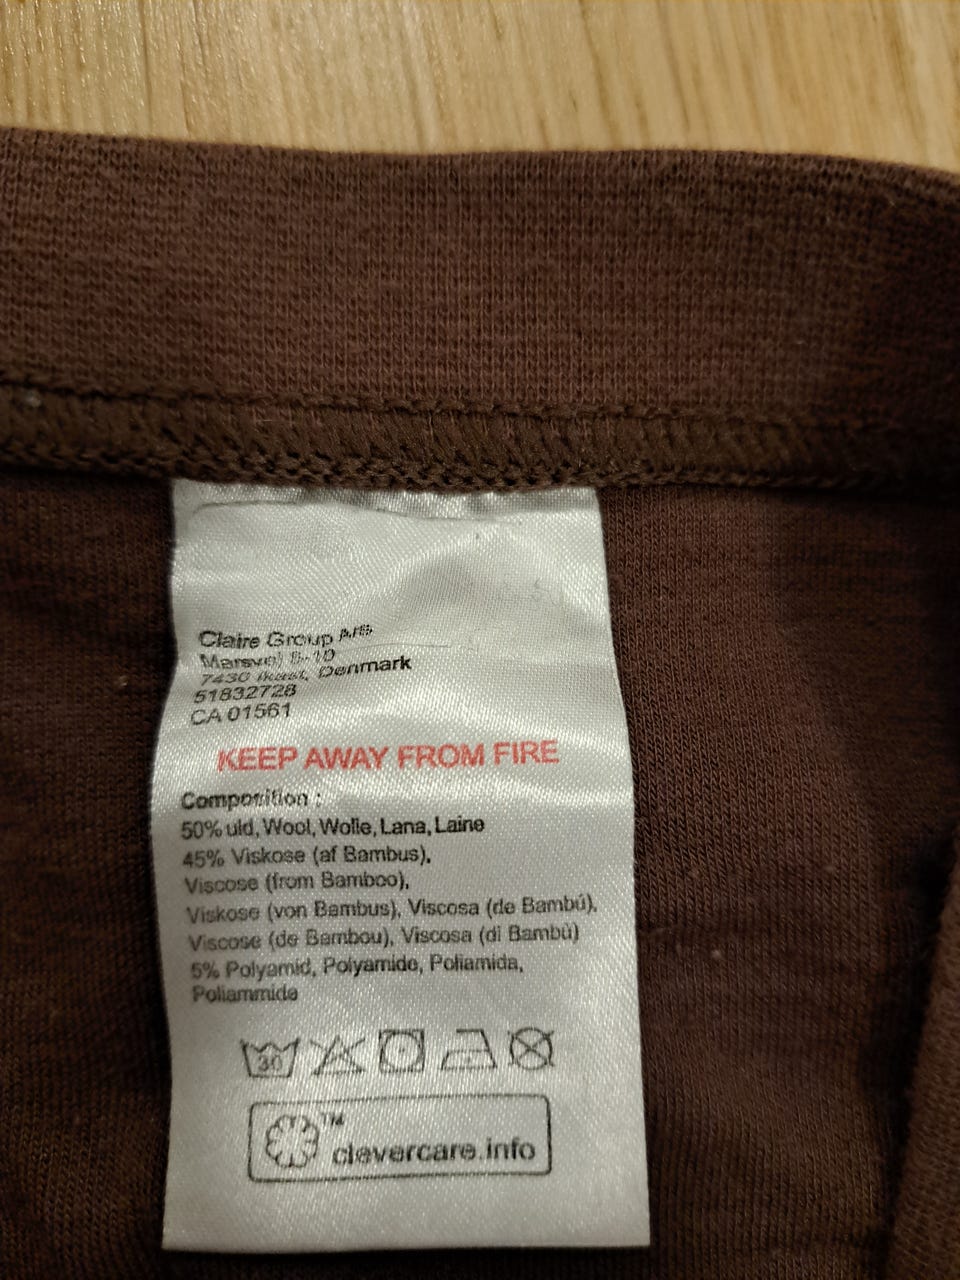 Claire Group A/S
Marsvej 8-10
7430 Ikast, Denmark
51832728
CA 01561
KEEP AWAY FROM FIRE
Composition :
50% uld, Wool, Wolle, Lana, Laine
45% Viskose (af Bambus),
Viscose (from Bamboo),
Viskose (von Bambus), Viscosa (de Bambú),
Viscose (de Bambou), Viscosa (di Bambù)
5% Polyamid, Polyamide, Poliamida,
Poliammide
30
TM
clevercare.info